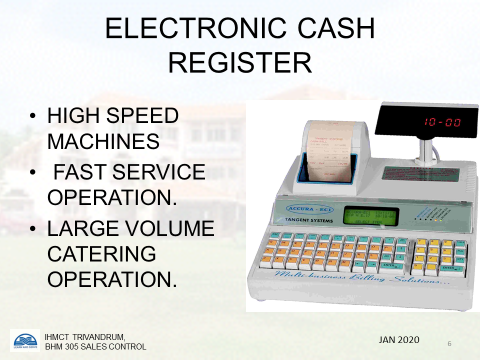 ELECTRONIC CASH
REGISTER
• HIGH SPEED
MACHINES
• FAST SERVICE
OPERATION.
• LARGE VOLUME
CATERING
OPERATION.
10-00
TANGENT SYSTEMS
Multi-business Billing Solutions...
IHMCT TRIVANDRUM,
BHM 305 SALES CONTROL
JAN 2020
6